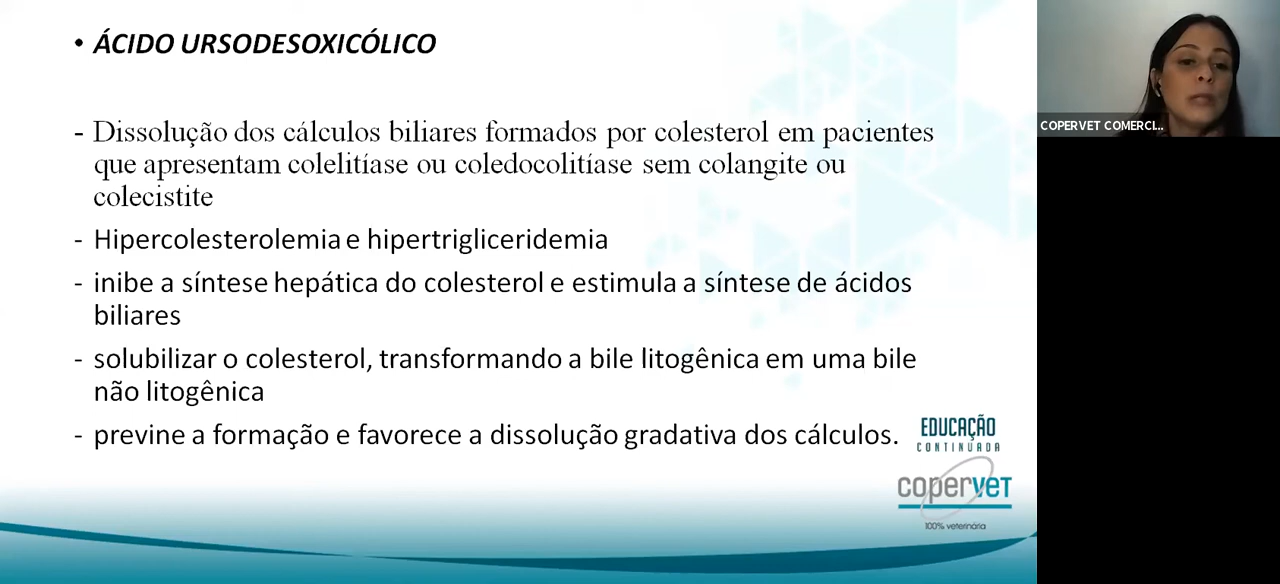 • ÁCIDO URSODESOXICÓLICO
- Dissolução dos cálculos biliares formados por colesterol em pacientes
que apresentam colelitíase ou coledocolitíase sem colangite ou
colecistite
- Hipercolesterolemia e hipertrigliceridemia
- inibe a síntese hepática do colesterol e estimula a síntese de ácidos
biliares
- solubilizar o colesterol, transformando a bile litogênica em uma bile
não litogênica
- previne a formação e favorece a dissolução gradativa dos cálculos.
EDUCAÇÃO
CONTINUADA
copervet
100% veterinária
COPERVET COMERCI...